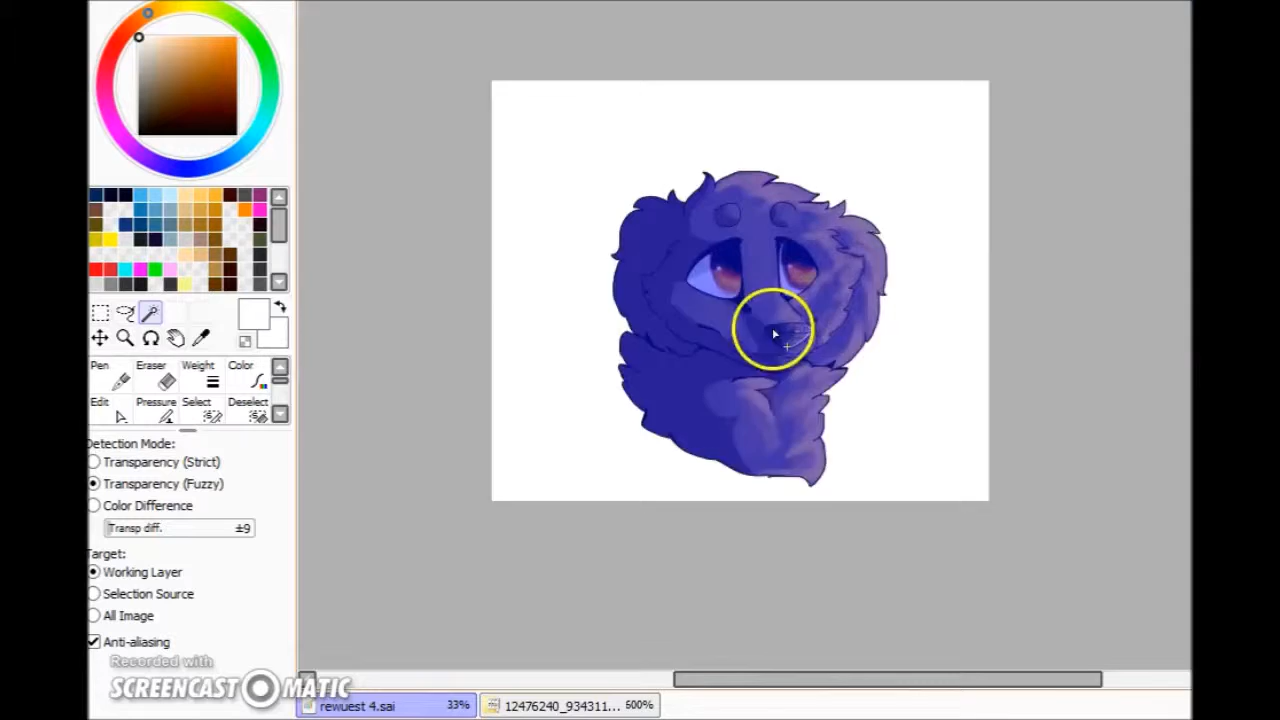 Pen Eraser Weight Color
Edit Pressure Select Deselect
Detection Mode:
Transparency (Strict)
Transparency (Fuzzy)
Color Difference
Transp diff. ±9
Target:
Working Layer
Selection Source
All Image
Anti-aliasing
Recorded with
SCREENCAST MATIC
rewuest 4.sai 33% 12476240_934311... 600%